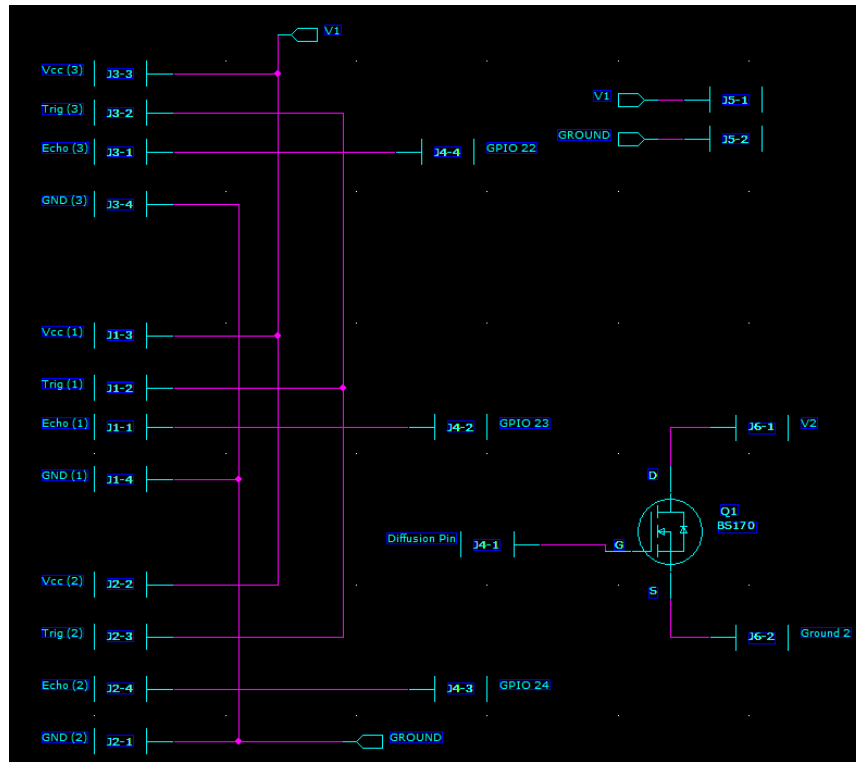 V1
Vcc (3) J3-3
V1 J5-1
Trig (3) J3-2
GROUND J5-2
Echo (3) J3-1 J4-4 GPIO 22
GND (3) J3-4
Vcc (1) J1-3
Trig (1) J1-2
Echo (1) J1-1 J4-2 GPIO 23
J6-1 V2
GND (1) J1-4
D
Q1
BS170
Diffusion Pin J4-1 G
Vcc (2) J2-2
S
Trig (2) J2-3
J6-2 Ground 2
Echo (2) J2-4 J4-3 GPIO 24
GND (2) J2-1 GROUND